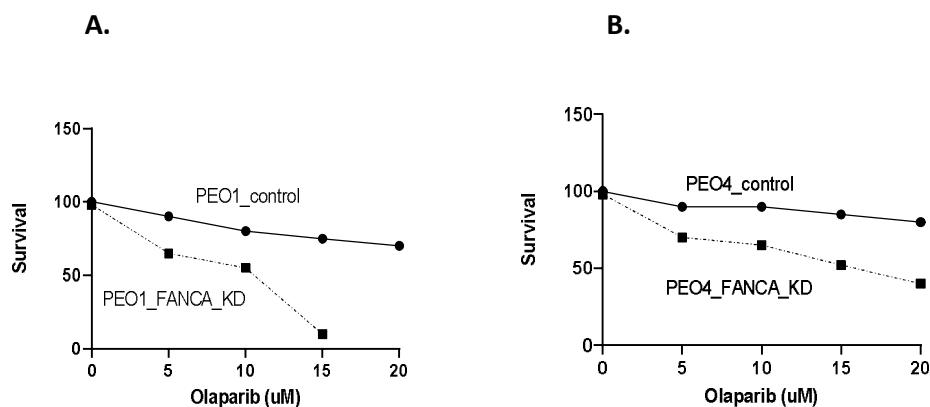 A.
B.
150
100
50
0
Survival
PEO1_control
PEO1_FANCA_KD
0 5 10 15 20
Olaparib (uM)
150
100
50
0
Survival
PEO4_control
PEO4_FANCA_KD
0 5 10 15 20
Olaparib (uM)